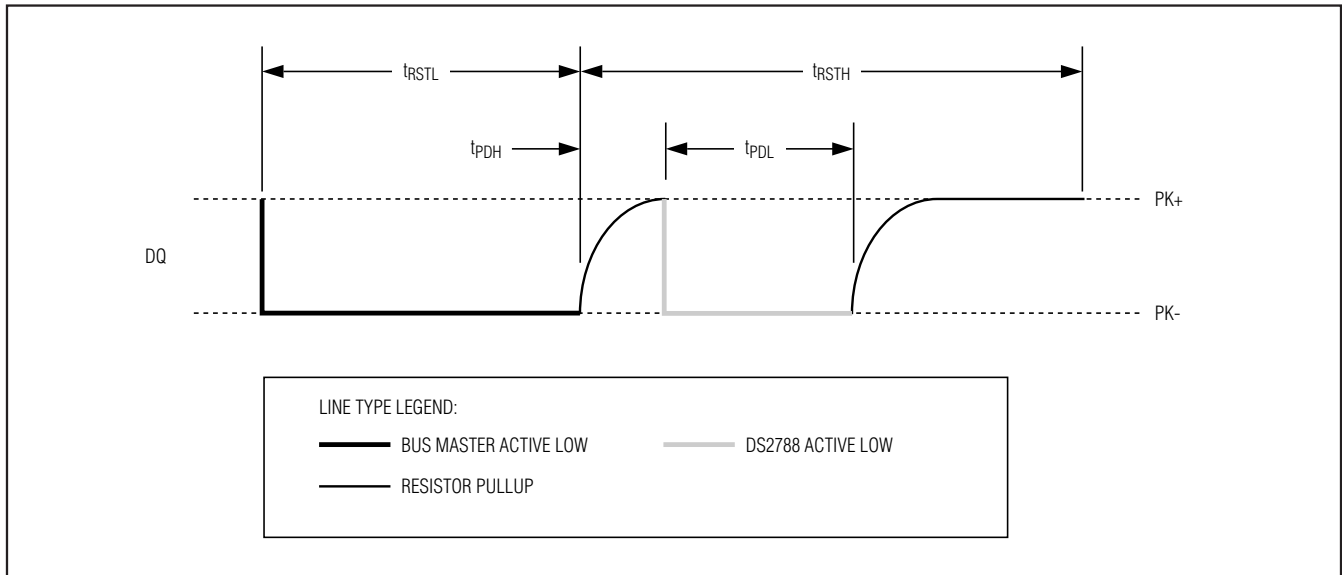 tRSTL
tRSTH
tPDH
tPDL
PK+
DQ
PK-
LINE TYPE LEGEND:
BUS MASTER ACTIVE LOW
DS2788 ACTIVE LOW
RESISTOR PULLUP